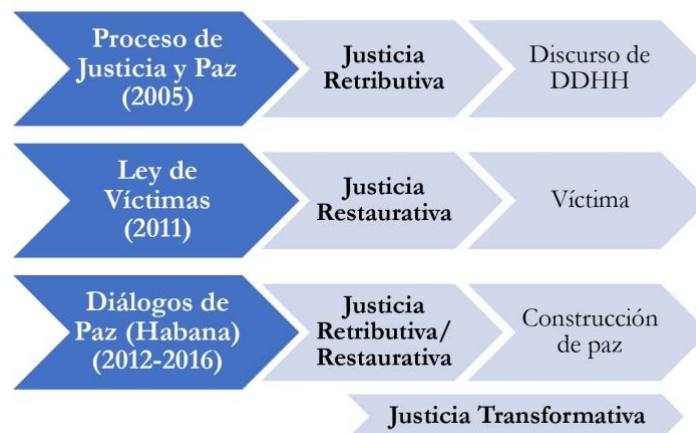 Proceso de
Justicia y Paz
(2005)
Justicia
Retributiva
Discurso de
DDHH
Ley de
Víctimas
(2011)
Justicia
Restaurativa
Víctima
Diálogos de
Paz (Habana)
(2012-2016)
Justicia
Retributiva/
Restaurativa
Construcción
de paz
Justicia Transformativa